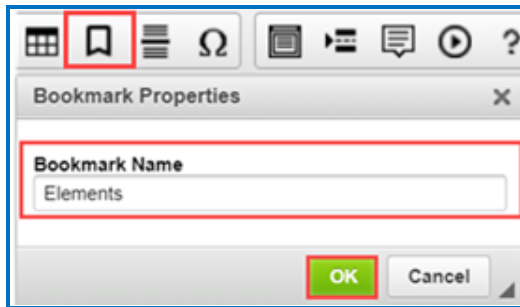 Ω ?
Bookmark Properties
Bookmark Name
Elements
OK Cancel